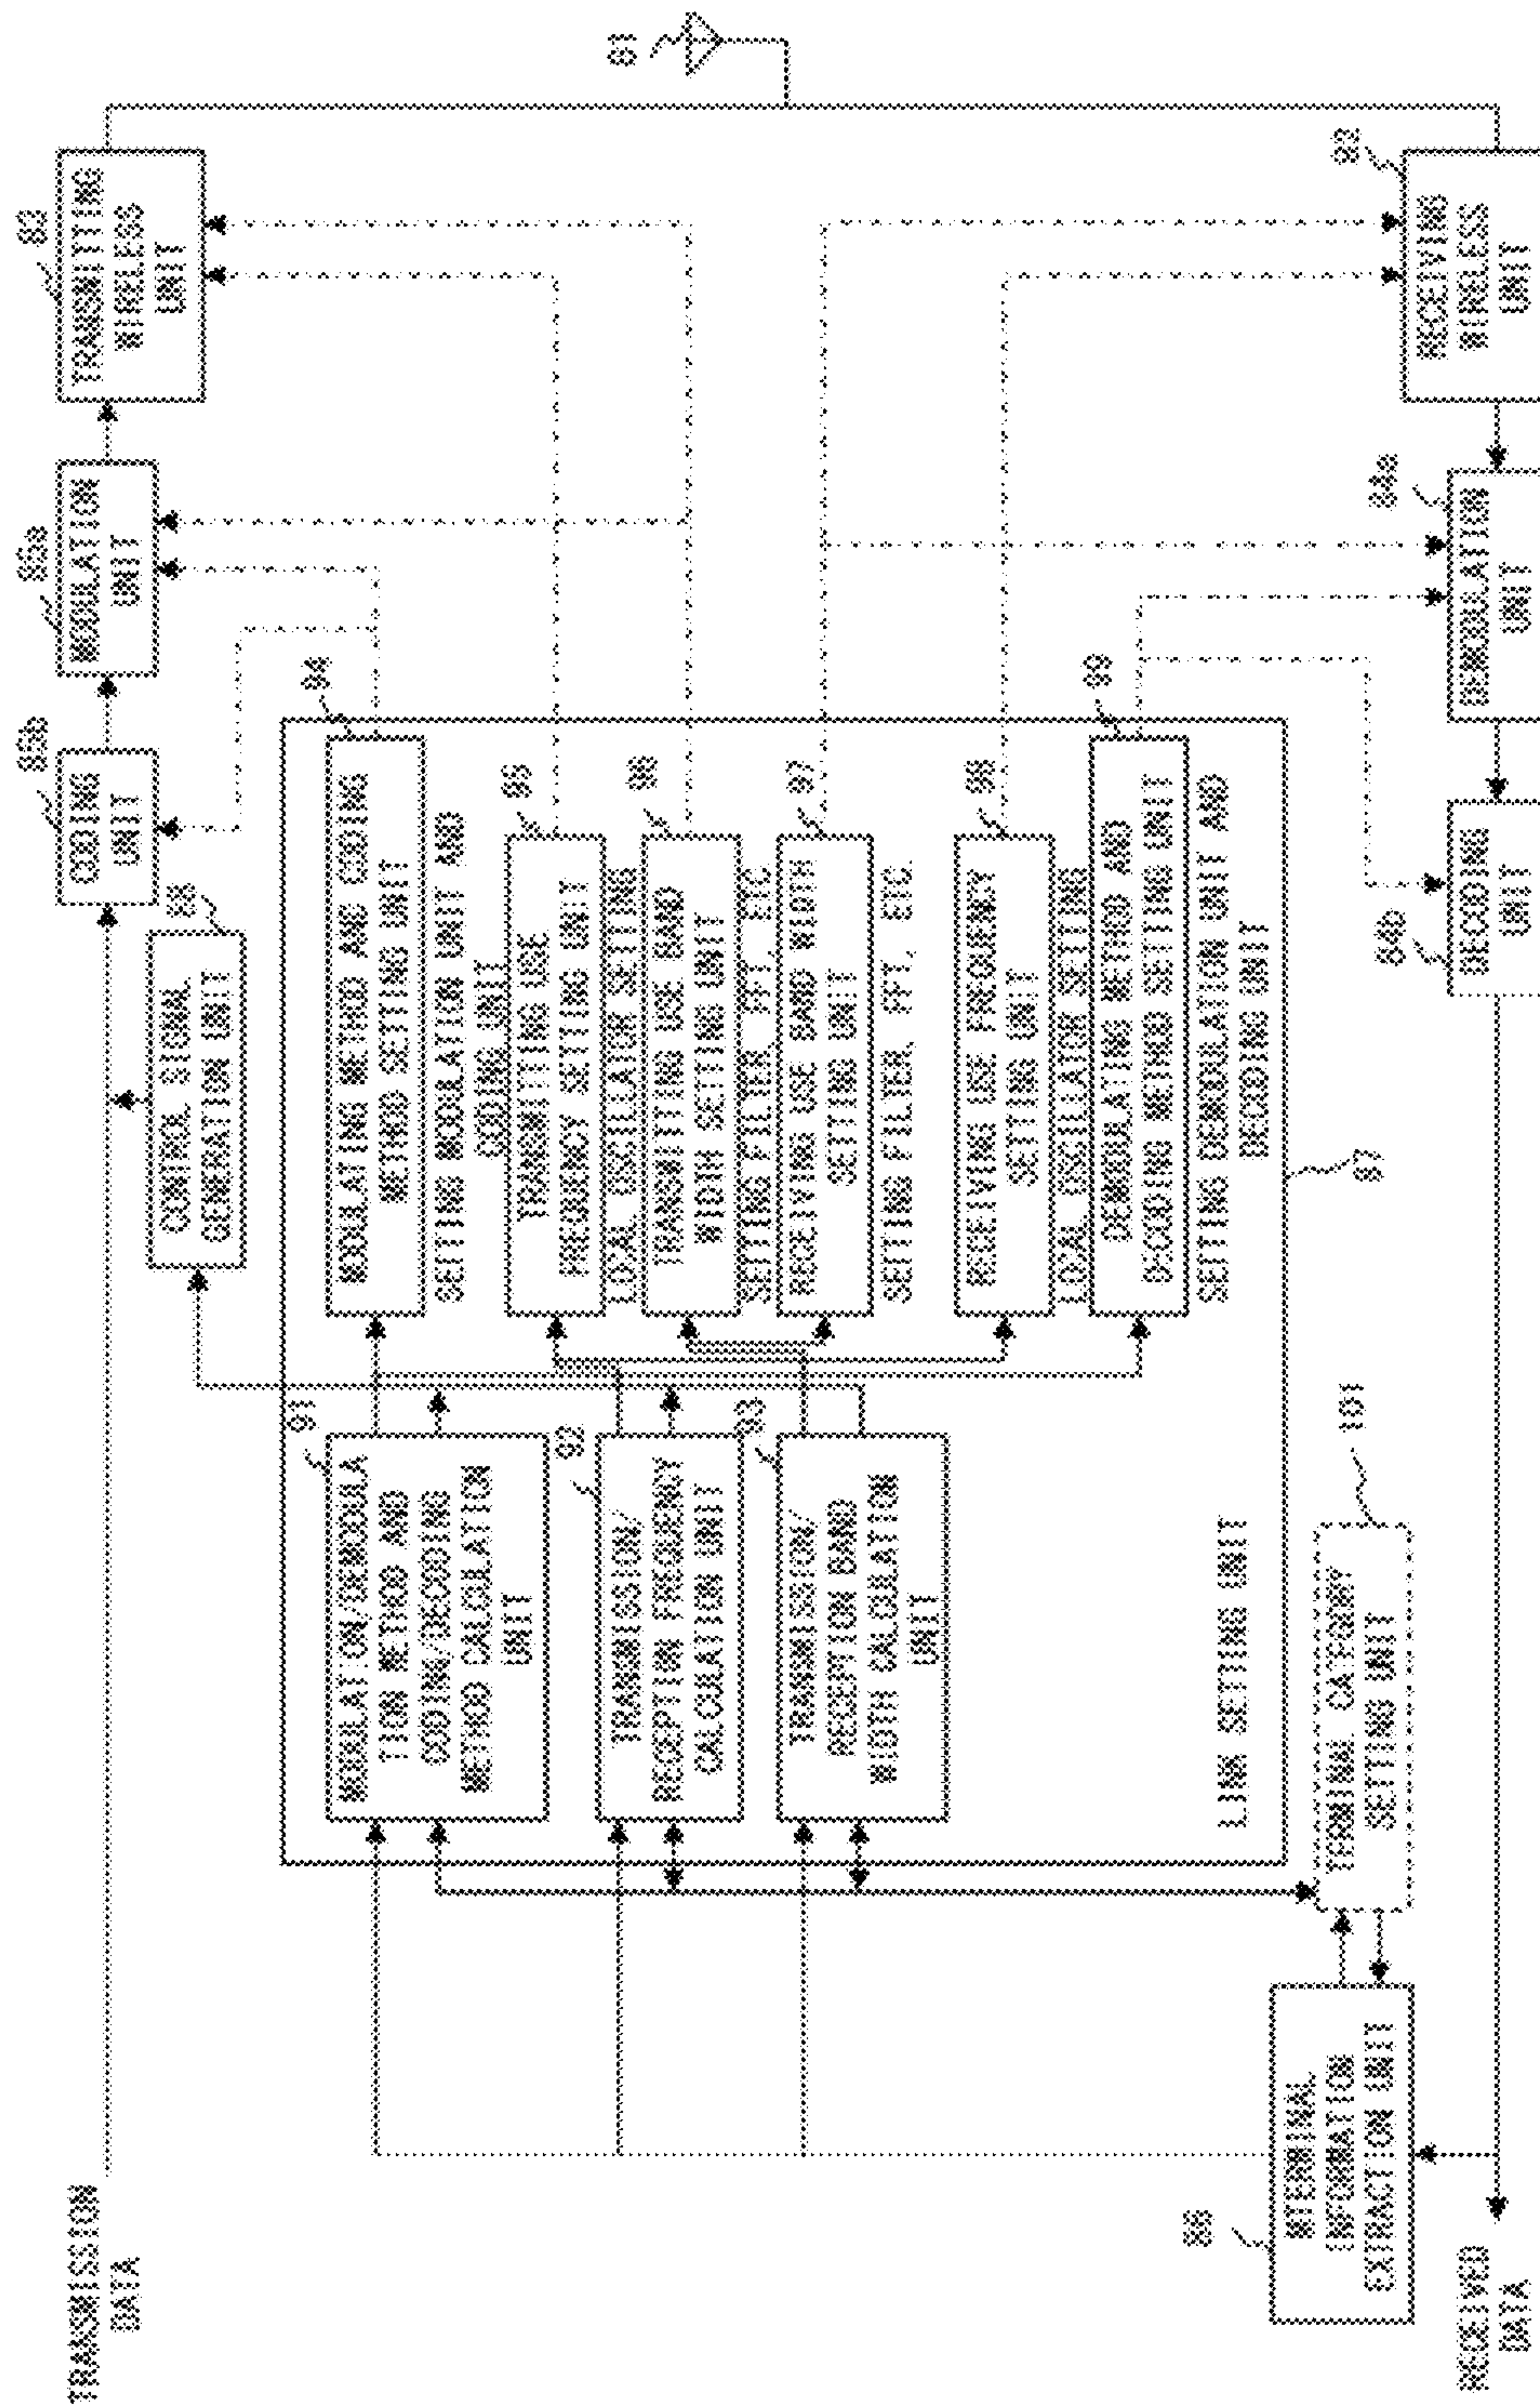 TRANSMISSION
DATA
CODING
UNIT
MODULATION
UNIT
TRANSMITTING
WIRELESS
UNIT
CONTROL SIGNAL
GENERATION UNIT
91
MODULATION/DEMODULA
TION METHOD AND
CODING/DECODING
METHOD CALCULATION
UNIT
92
TRANSMISSION/
RECEPTION FREQUENCY
CALCULATION UNIT
93
TRANSMISSION/
RECEPTION BAND
WIDTH CALCULATION
UNIT
94
MODULATING METHOD AND CODING
METHOD SETTING UNIT
SETTING MODULATION UNIT AND
CODING UNIT
95
TRANSMITTING USE
FREQUENCY SETTING UNIT
LOCAL OSCILLATOR SETTING
TRANSMITTING USE BAND
WIDTH SETTING UNIT
SETTING FILTER, FFT, ETC
97
RECEIVING USE BAND WIDTH
SETTING UNIT
SETTING FILTER, FFT, ETC
RECEIVING USE FREQUENCY
SETTING UNIT
LOCAL OSCILLATOR SETTING
99
DEMODULATING METHOD AND
DECODING METHOD SETTING UNIT
SETTING DEMODULATION UNIT AND
DECODING UNIT
LINK SETTING UNIT
101
TERMINAL CATEGORY
SETTING UNIT
INFORMATION
EXTRACTION UNIT
RECEIVING
WIRELESS
UNIT
84a
DEMODULATION
UNIT
84b
DECODING
UNIT
RECEIVED
DATA